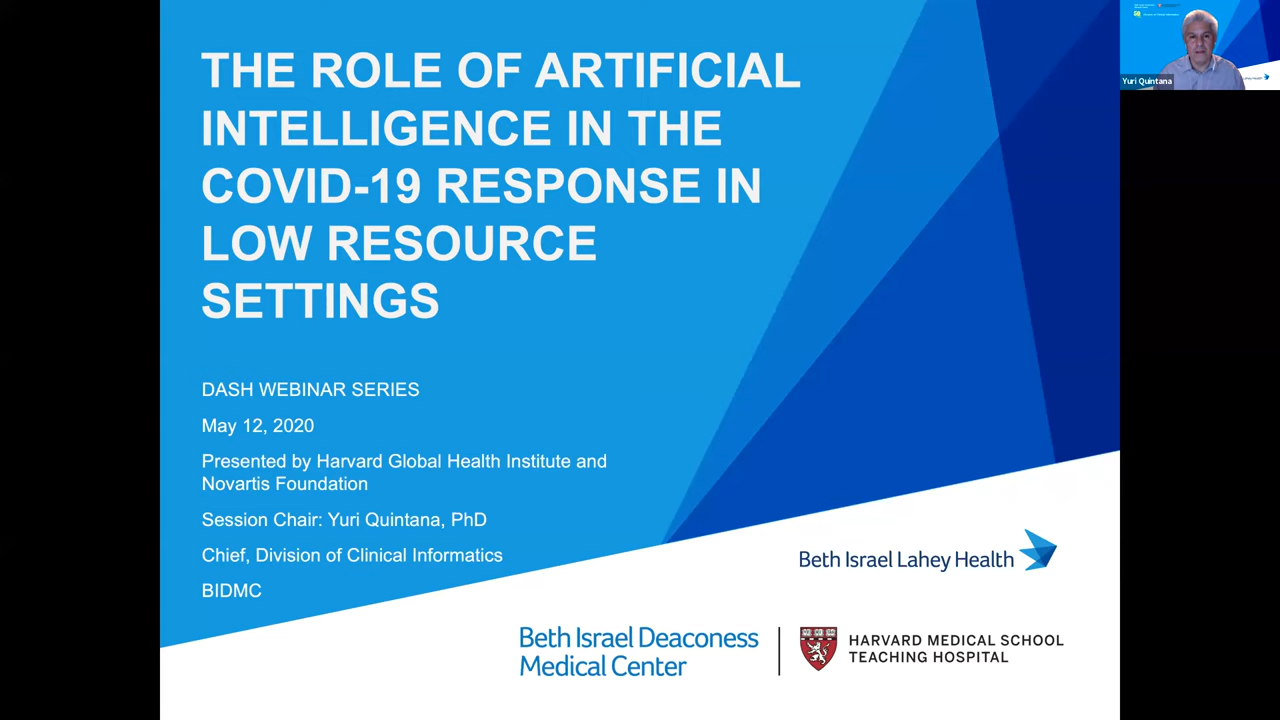 THE ROLE OF ARTIFICIAL
INTELLIGENCE IN THE
COVID-19 RESPONSE IN
LOW RESOURCE
SETTINGS
DASH WEBINAR SERIES
May 12, 2020
Presented by Harvard Global Health Institute and
Novartis Foundation
Session Chair: Yuri Quintana, PhD
Chief, Division of Clinical Informatics
BIDMC
Beth Israel Lahey Health
Beth Israel Deaconess
Medical Center
HARVARD MEDICAL SCHOOL
TEACHING HOSPITAL
Yuri Quintana